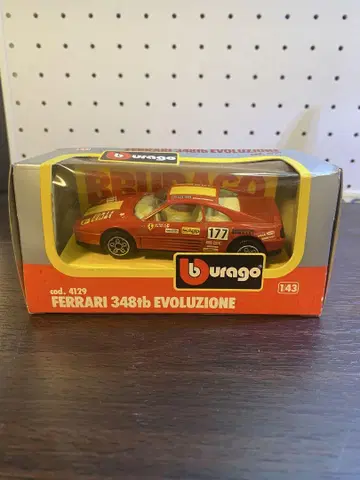 burago
BBURAGO
177
burago
cod. 4129
FERRARI 348tb EVOLUZIONE
1:43